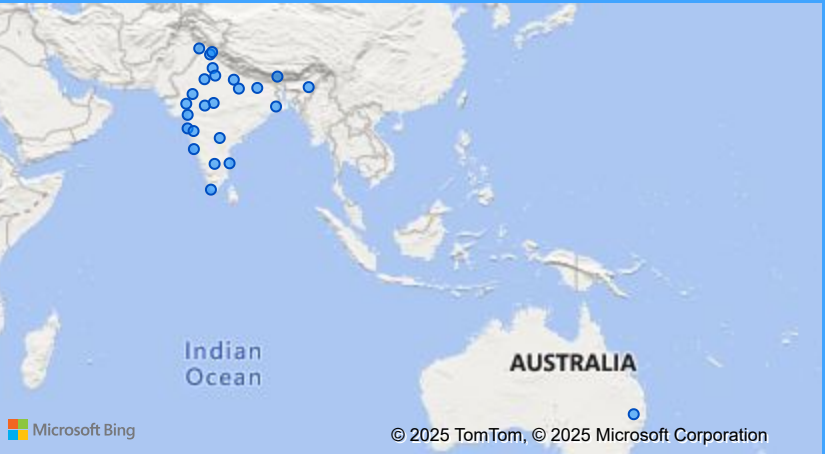 Indian
Ocean
AUSTRALIA
Microsoft Bing
© 2025 TomTom, © 2025 Microsoft Corporation